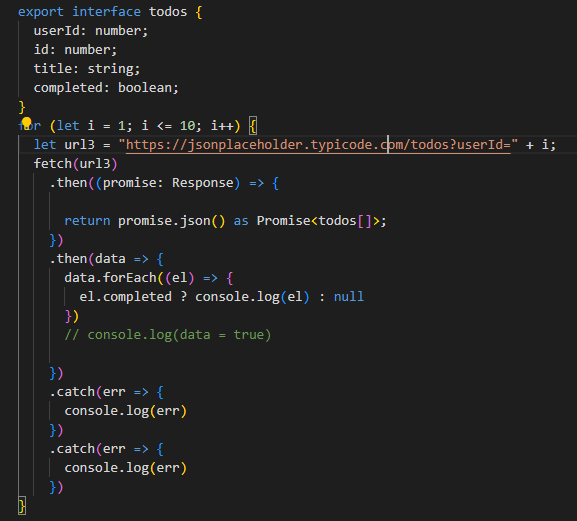 export interface todos {
  userId: number;
  id: number;
  title: string;
  completed: boolean;
}
for (let i = 1; i <= 10; i++) {
  let url3 = "https://jsonplaceholder.typicode.com/todos?userId=" + i;
  fetch(url3)
    .then((promise: Response) => {

      return promise.json() as Promise<todos[]>;
    })
    .then(data => {
      data.forEach((el) => {
        el.completed ? console.log(el) : null
      })
      // console.log(data = true)

    })
    .catch(err => {
      console.log(err)
    })
    .catch(err => {
      console.log(err)
    })
}